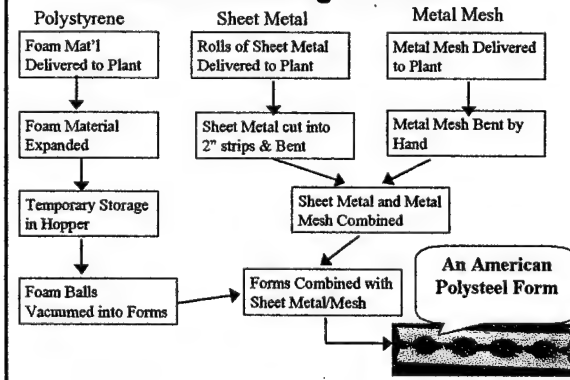 Polystyrene
Foam Mat'l
Delivered to Plant
Foam Material
Expanded
Temporary Storage
in Hopper
Foam Balls
Vacuumed into Forms
Sheet Metal
Rolls of Sheet Metal
Delivered to Plant
Sheet Metal cut into
2" strips & Bent
Metal Mesh
Metal Mesh Delivered
to Plant
Metal Mesh Bent by
Hand
Sheet Metal and Metal
Mesh Combined
Forms Combined with
Sheet Metal/Mesh
An American
Polysteel Form